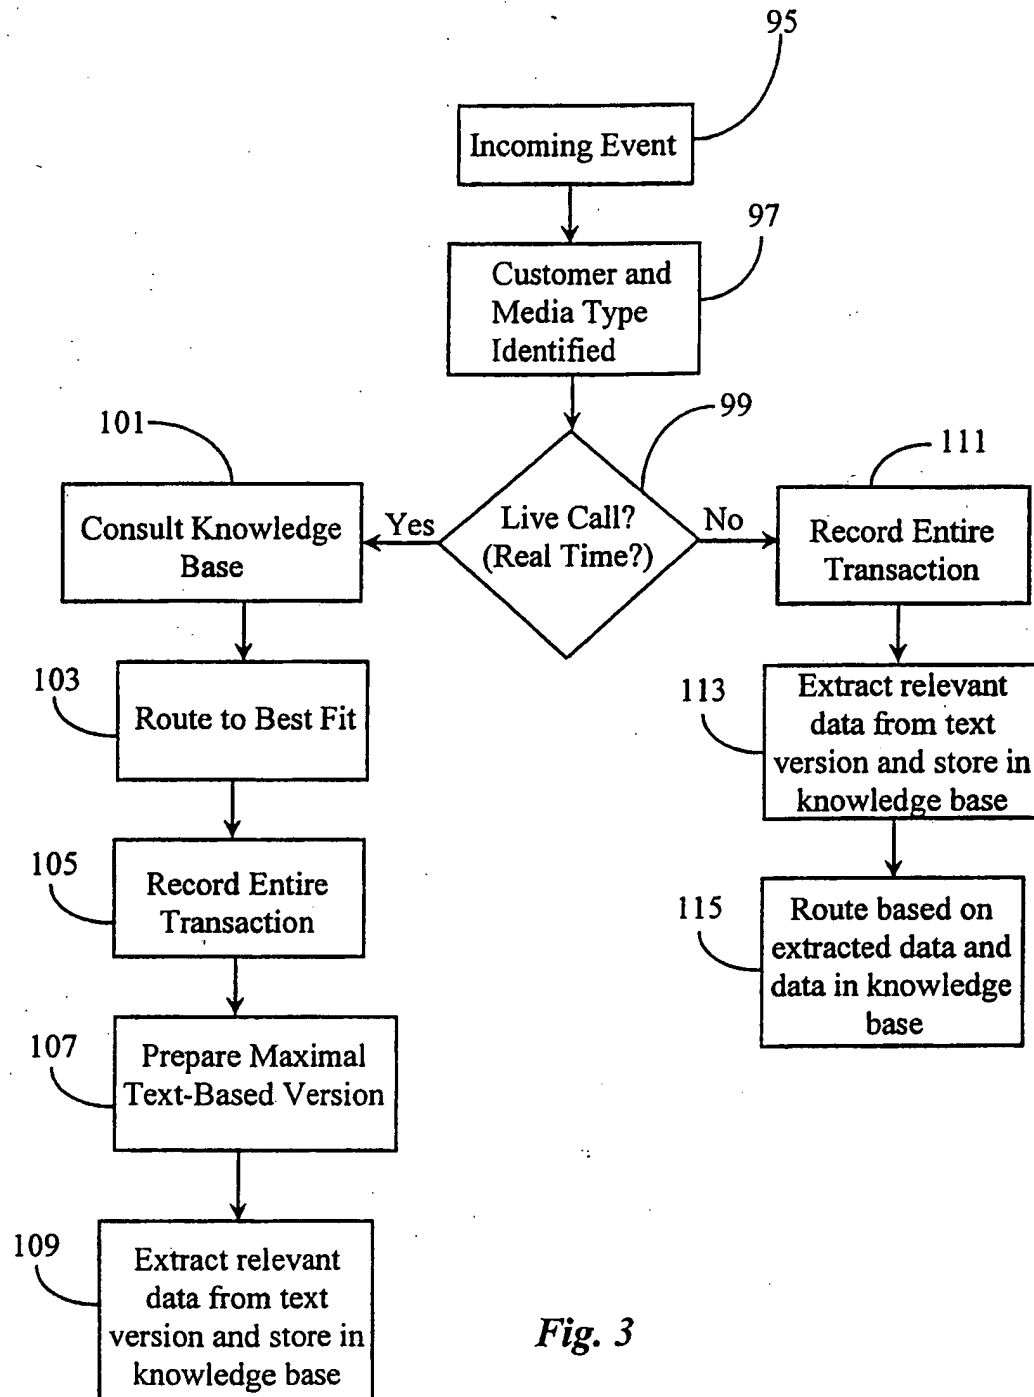 95
Incoming Event
97
Customer and
Media Type
Identified
99
Live Call?
(Real Time?)
Yes
No
101
Consult Knowledge
Base
103
Route to Best Fit
105
Record Entire
Transaction
107
Prepare Maximal
Text-Based Version
109
Extract relevant
data from text
version and store in
knowledge base
111
Record Entire
Transaction
113
Extract relevant
data from text
version and store in
knowledge base
115
Route based on
extracted data and
data in knowledge
base
Fig. 3